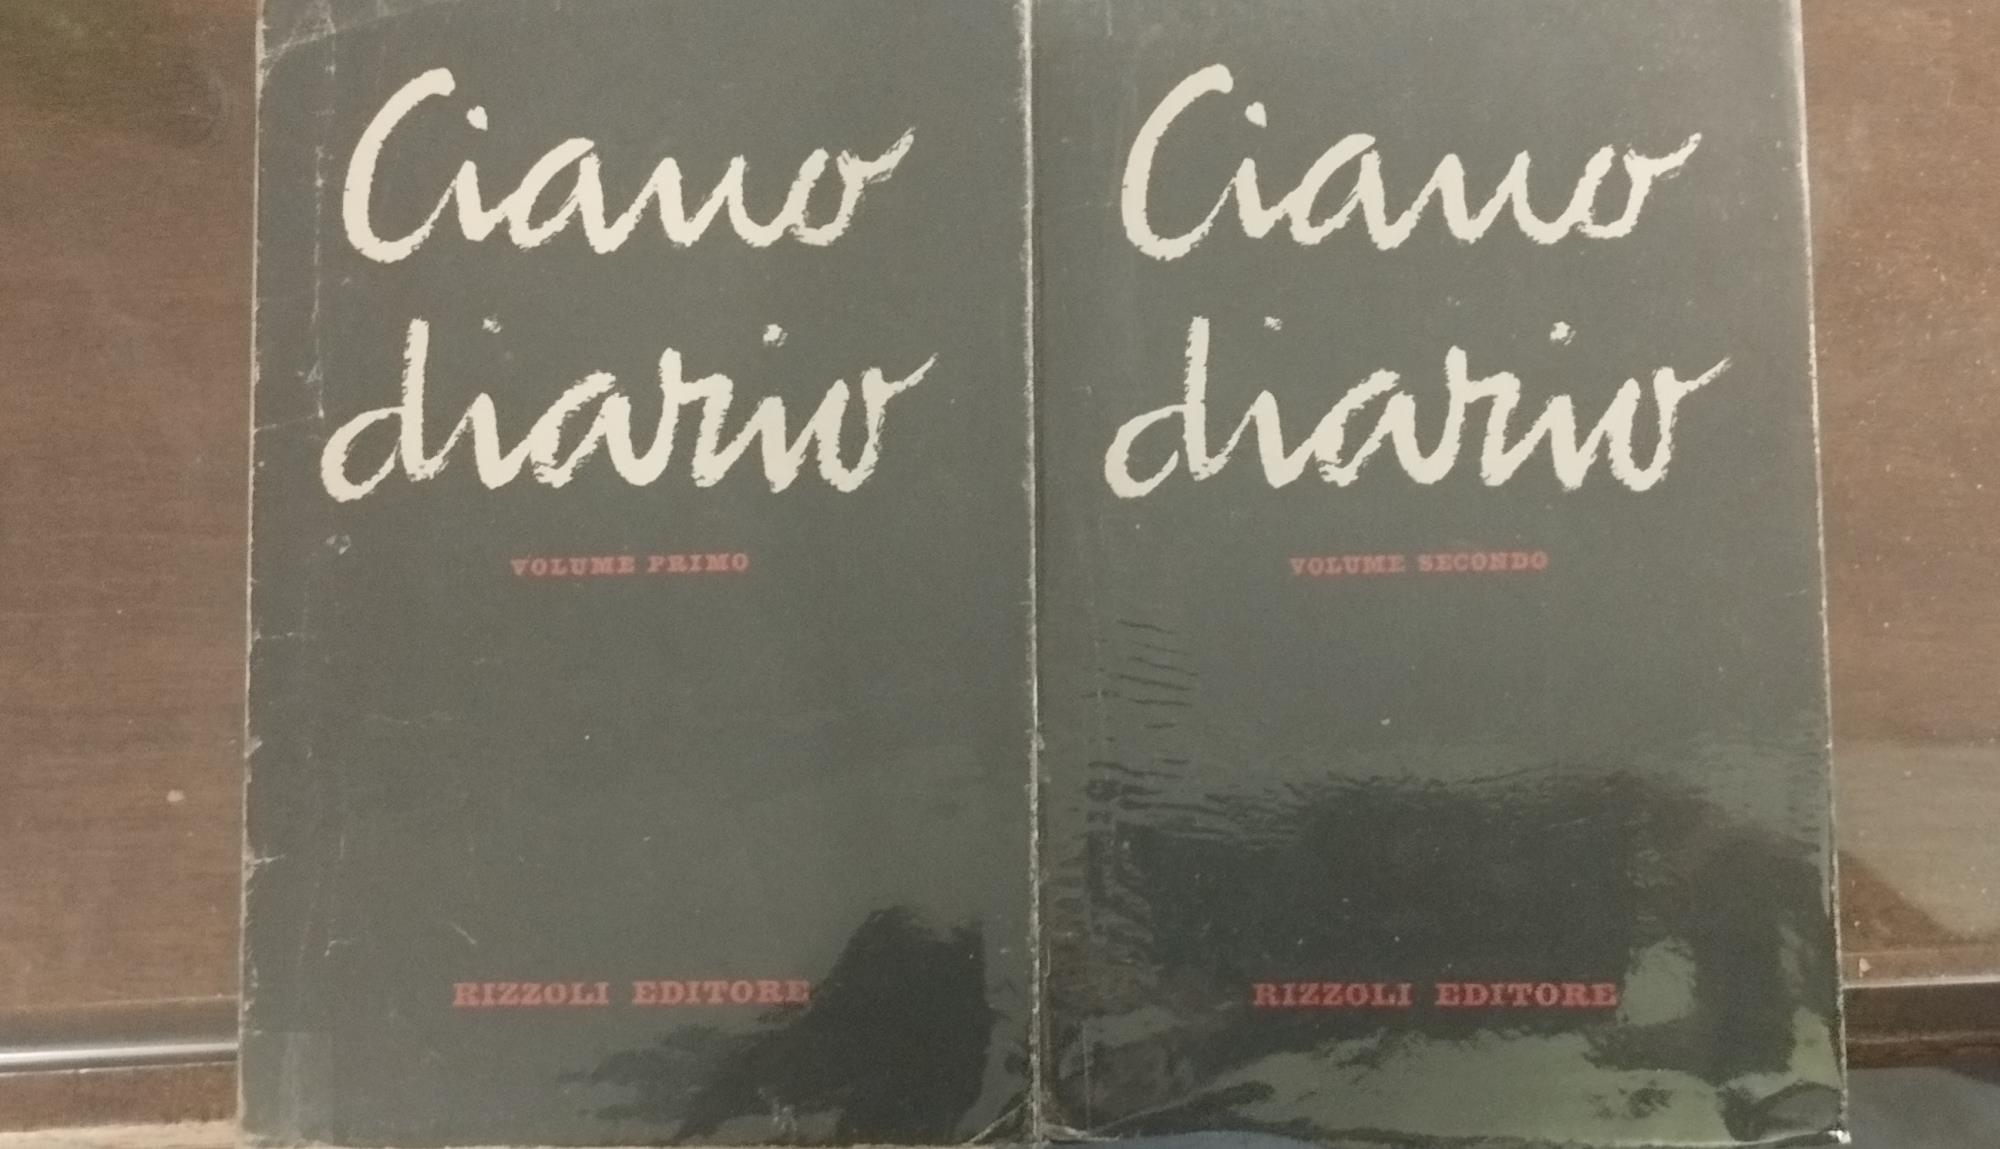 Ciano
diario
VOLUME PRIMO
RIZZOLI EDITORE
Ciano
diario
VOLUME SECONDO
RIZZOLI EDITORE